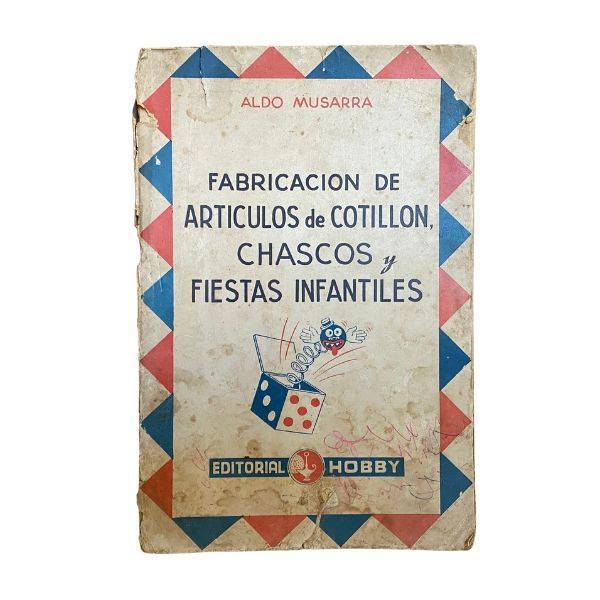 ALDO MUSARRA
FABRICACION DE
ARTICULOS de COTILLON,
CHASCOS y
FIESTAS INFANTILES
EDITORIAL HOBBY